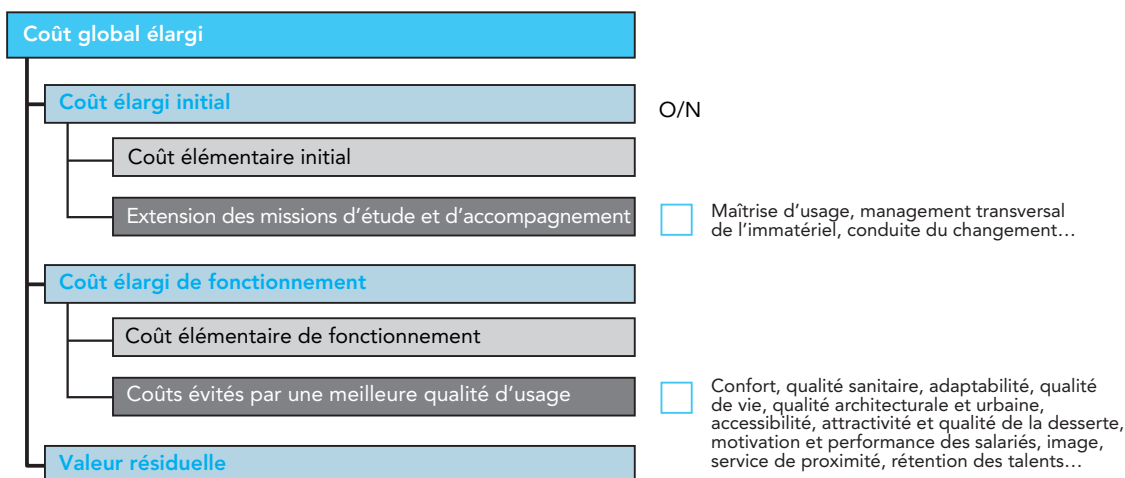 Coût global élargi
Coût élargi initial
O/N
Coût élémentaire initial
Extension des missions d’étude et d’accompagnement
Maîtrise d’usage, management transversal
de l’immatériel, conduite du changement…
Coût élargi de fonctionnement
Coût élémentaire de fonctionnement
Coûts évités par une meilleure qualité d’usage
Confort, qualité sanitaire, adaptabilité, qualité
de vie, qualité architecturale et urbaine,
accessibilité, attractivité et qualité de la desserte,
motivation et performance des salariés, image,
service de proximité, rétention des talents…
Valeur résiduelle